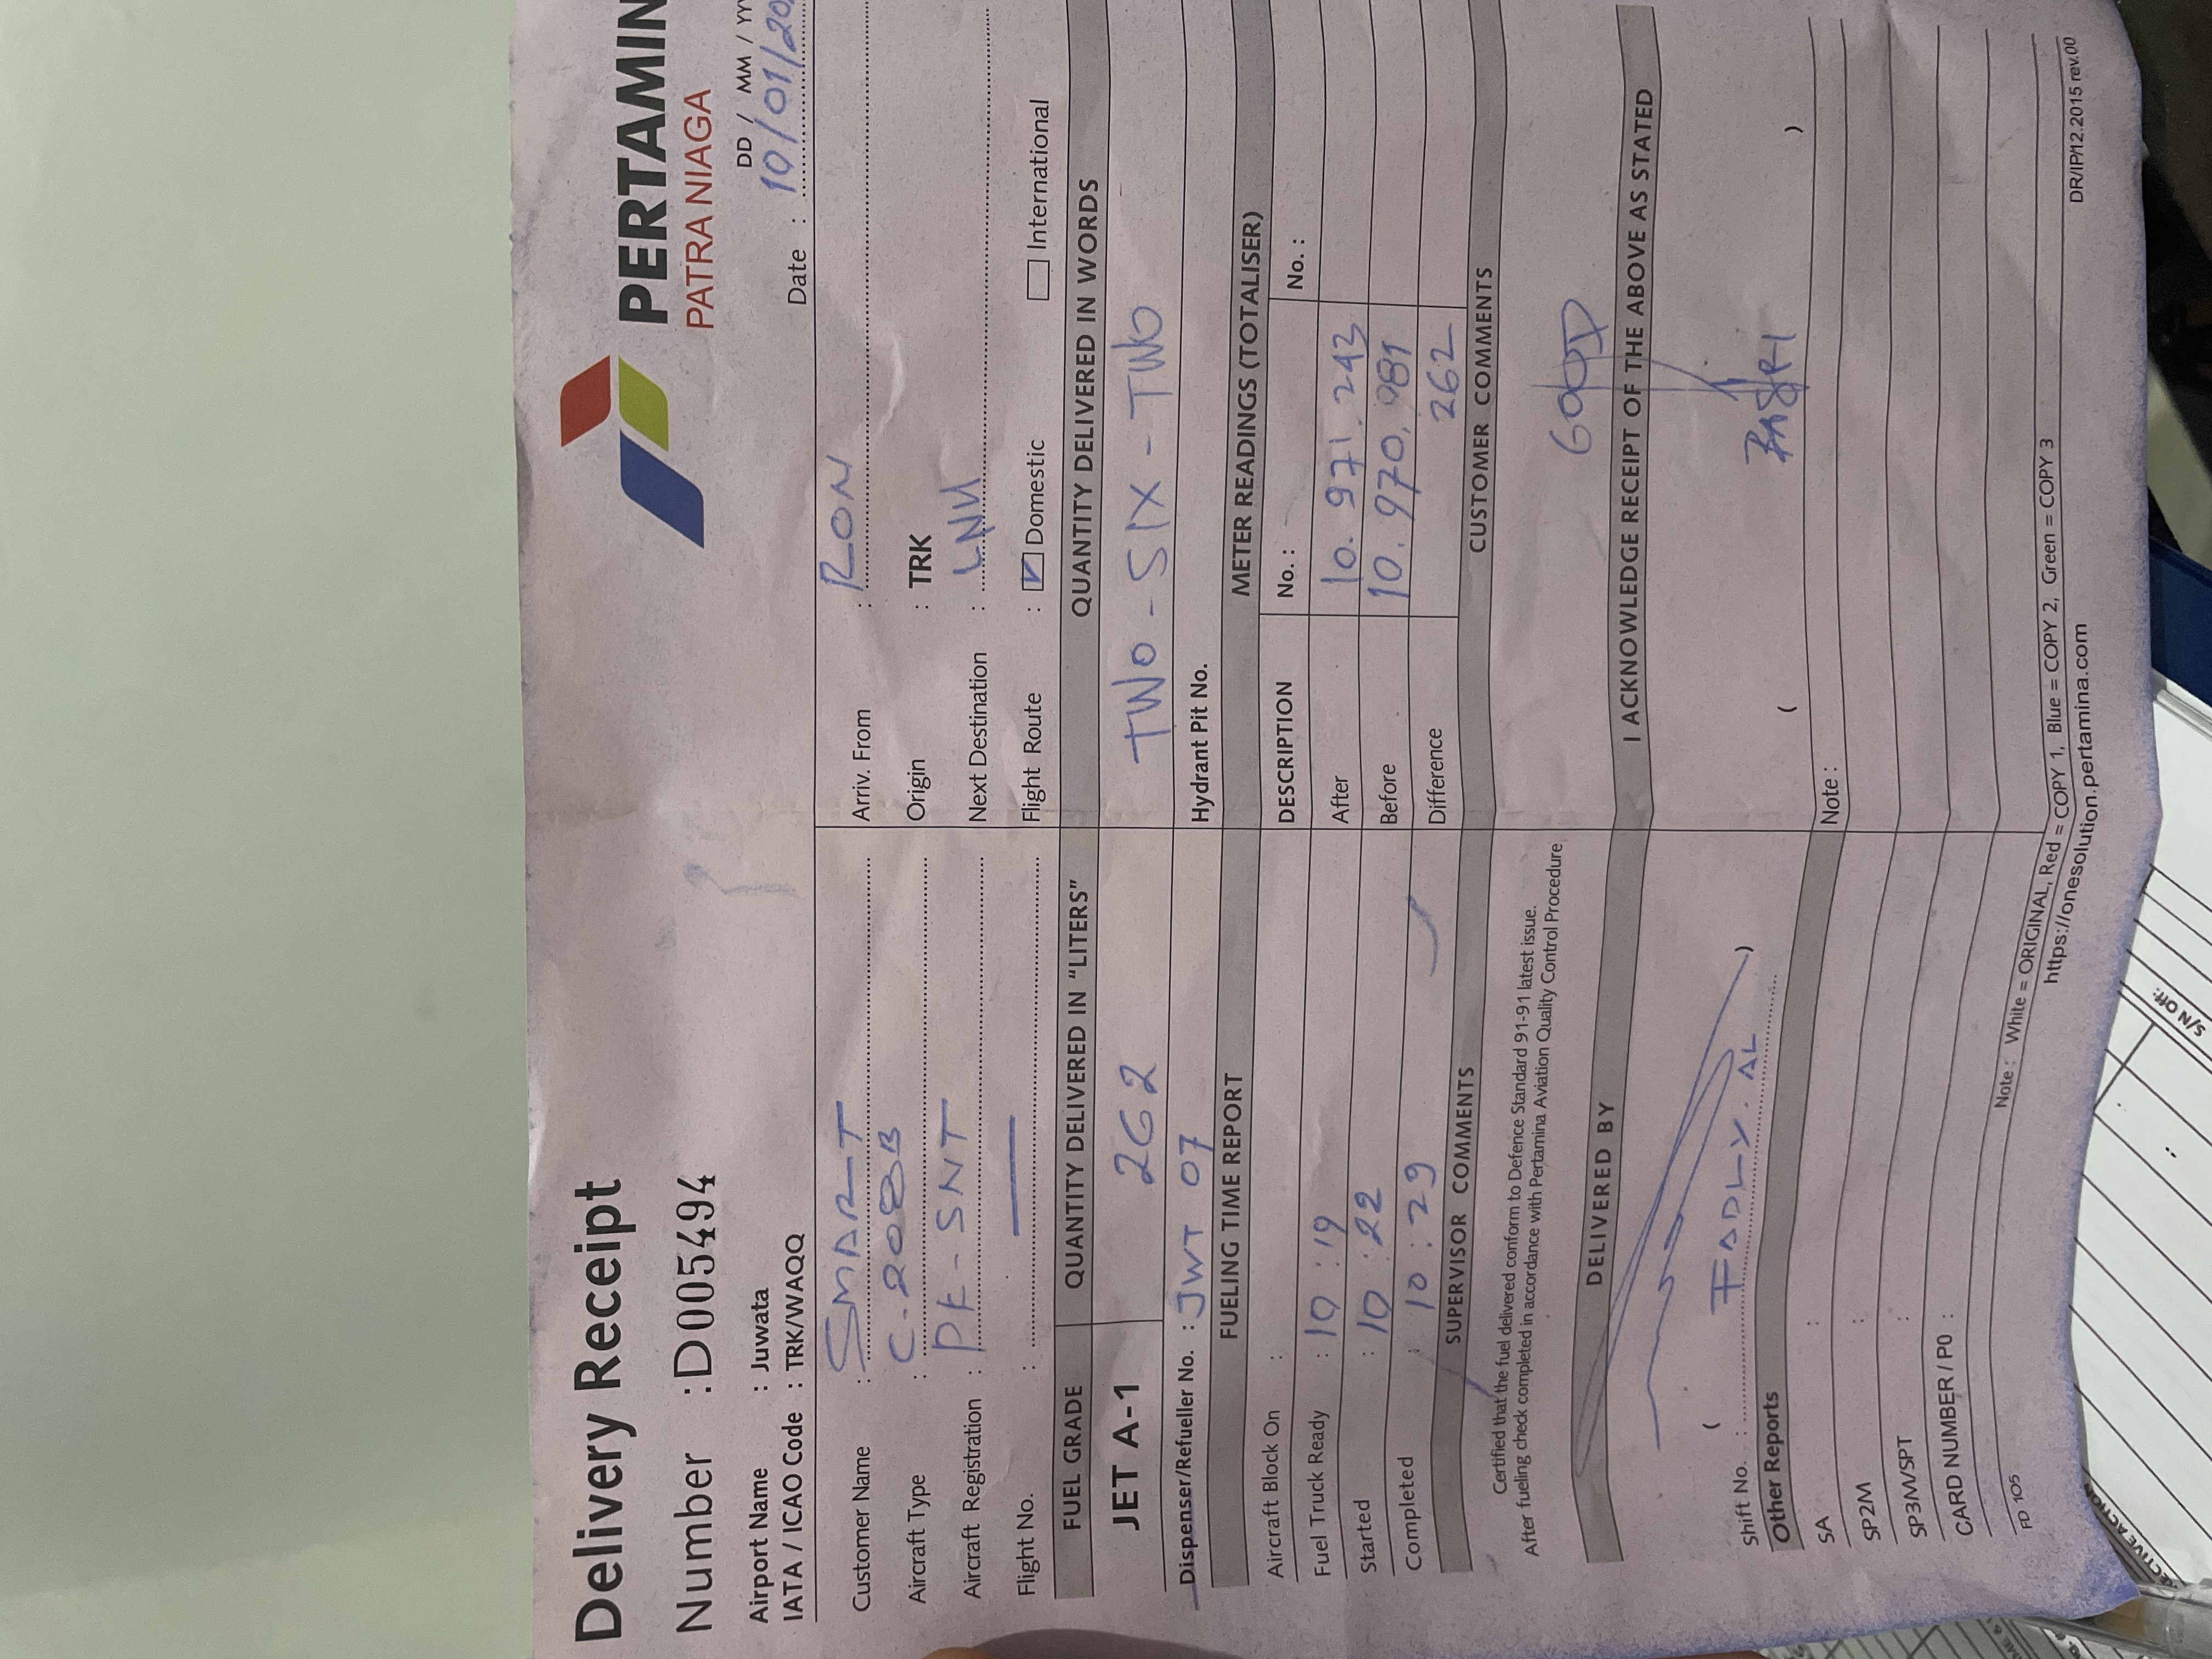 Delivery Receipt
PERTAMIN
PATRA NIAGA
Number : D005494
DD / MM / YY
Airport Name : Juwata
IATA / ICAO Code : TRK/WAQQ
Date : 10/01/20
Customer Name : SMART
Arriv. From : RON
Aircraft Type : C.208B
Origin : TRK
Aircraft Registration : PK-SNT
Next Destination : LNU
Flight No. : —
Flight Route : ☑ Domestic ☐ International
FUEL GRADE
QUANTITY DELIVERED IN "LITERS"
QUANTITY DELIVERED IN WORDS
JET A-1
262
TWO - SIX - TWO
Dispenser/Refueller No. : JWT 07
Hydrant Pit No.
FUELING TIME REPORT
METER READINGS (TOTALISER)
Aircraft Block On :
DESCRIPTION No. : No. :
Fuel Truck Ready : 10 : 19
After 10. 971. 243
Started : 10 : 22
Before 10. 970. 981
Completed : 10 : 29
Difference 262
SUPERVISOR COMMENTS
CUSTOMER COMMENTS
Certified that the fuel delivered conform to Defence Standard 91-91 latest issue.
After fueling check completed in accordance with Pertamina Aviation Quality Control Procedure
GOOD
DELIVERED BY
I ACKNOWLEDGE RECEIPT OF THE ABOVE AS STATED
( FADLY. AL )
( )
Shift No. :
Other Reports
Note :
SA :
SP2M :
SP3M/SPT :
CARD NUMBER / PO :
FD 105
Note : White = ORIGINAL, Red = COPY 1, Blue = COPY 2, Green = COPY 3
https://onesolution.pertamina.com
DR/IP/12.2015 rev.00
S/N Off: